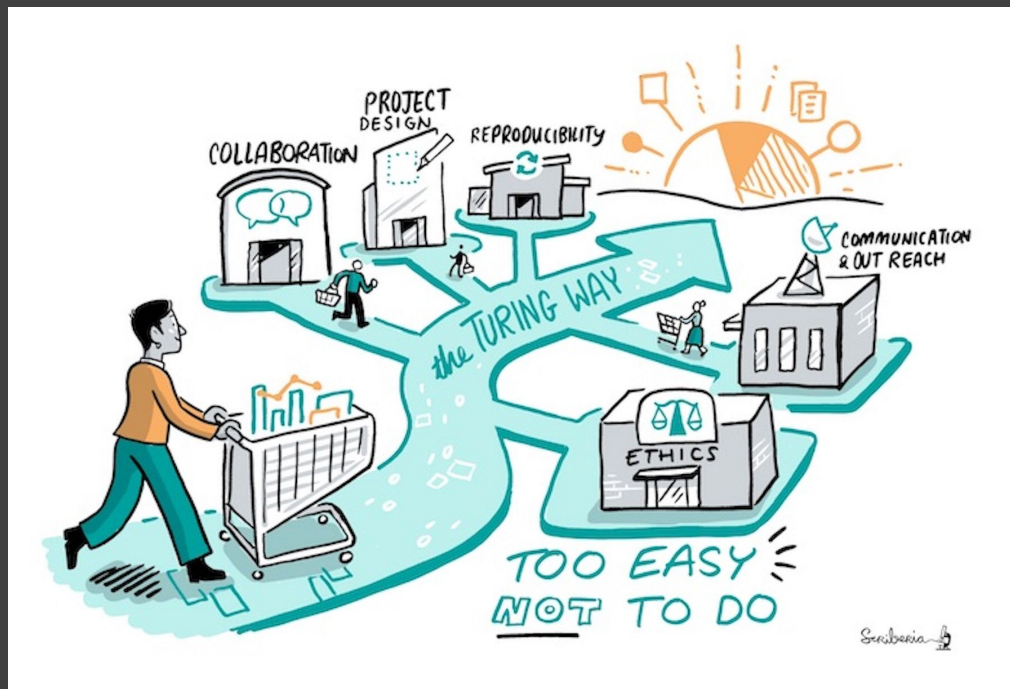 PROJECT
DESIGN
COLLABORATION
REPRODUCIBILITY
COMMUNICATION
& OUT REACH
the TURING WAY
ETHICS
TOO EASY
NOT TO DO
Scriberia